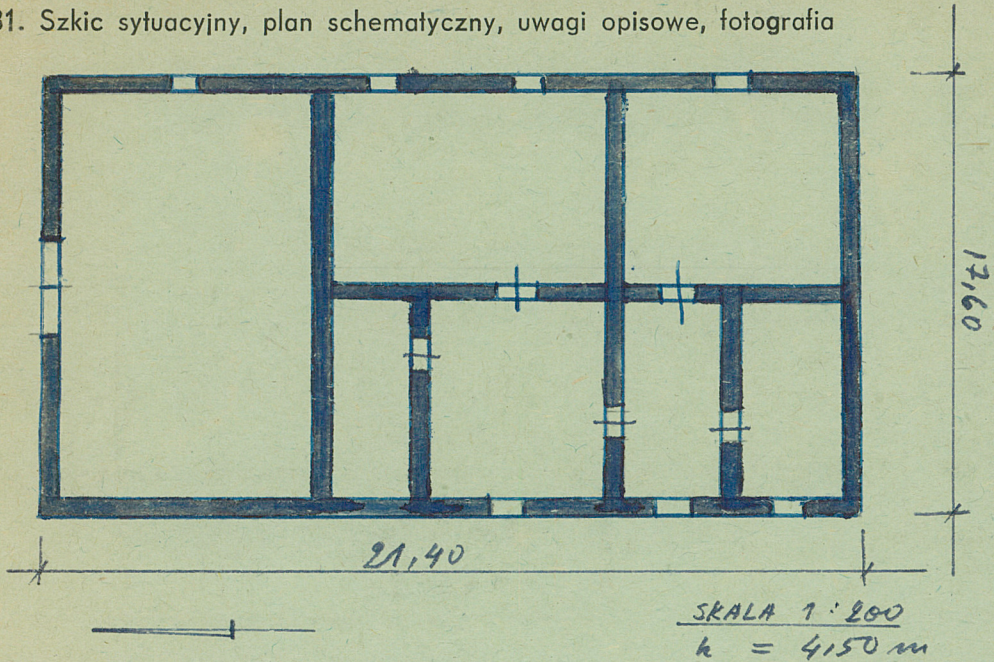 31. Szkic sytuacyjny, plan schematyczny, uwagi opisowe, fotografia
17,60
21,40
SKALA 1:200
h = 4,50 m